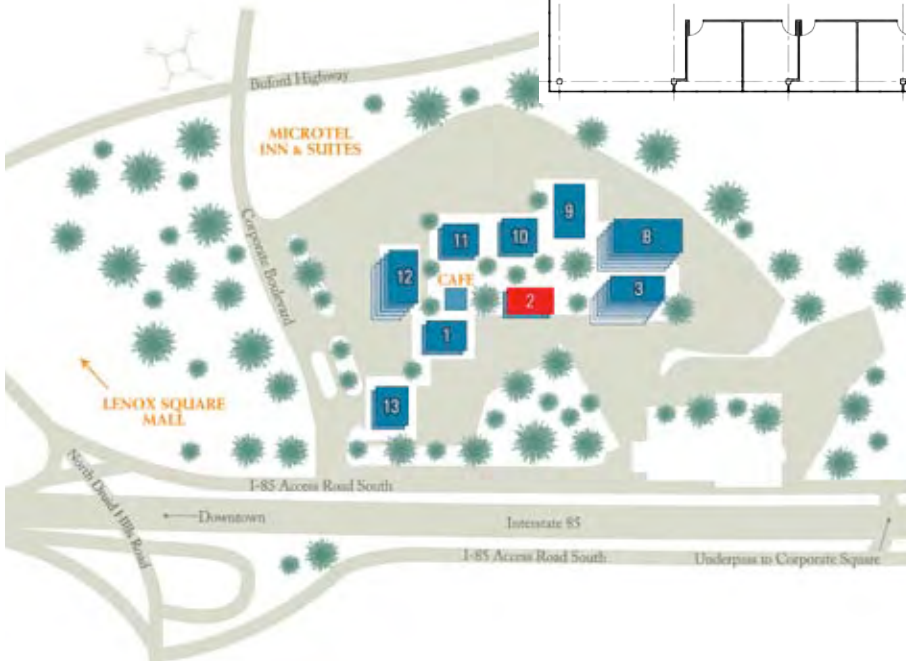 Buford Highway
MICROTEL
INN & SUITES
Corporate Boulevard
9
8
11
10
12
CAFE
3
2
1
13
LENOX SQUARE
MALL
North Druid Hills Road
I-85 Access Road South
Downtown
Interstate 85
I-85 Access Road South
Underpass to Corporate Square